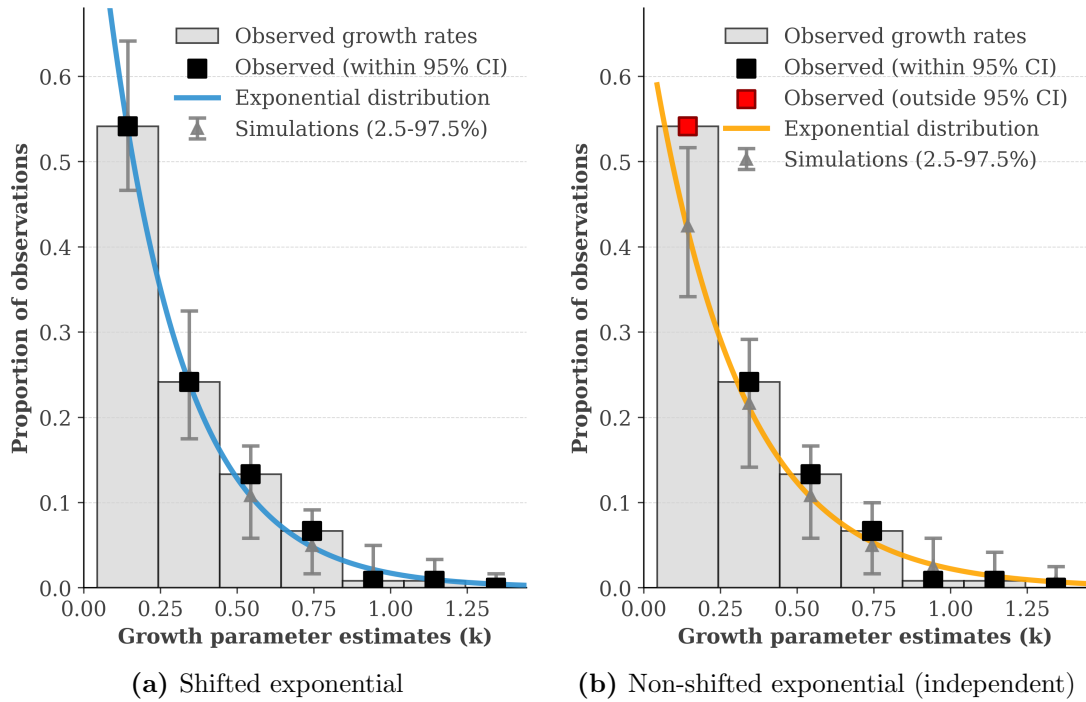 Observed growth rates
Observed (within 95% CI)
Exponential distribution
Simulations (2.5-97.5%)
Proportion of observations
0.6
0.5
0.4
0.3
0.2
0.1
0.0
0.00 0.25 0.50 0.75 1.00 1.25
Growth parameter estimates (k)
(a) Shifted exponential
Observed growth rates
Observed (within 95% CI)
Observed (outside 95% CI)
Exponential distribution
Simulations (2.5-97.5%)
Proportion of observations
0.6
0.5
0.4
0.3
0.2
0.1
0.0
0.00 0.25 0.50 0.75 1.00 1.25
Growth parameter estimates (k)
(b) Non-shifted exponential (independent)